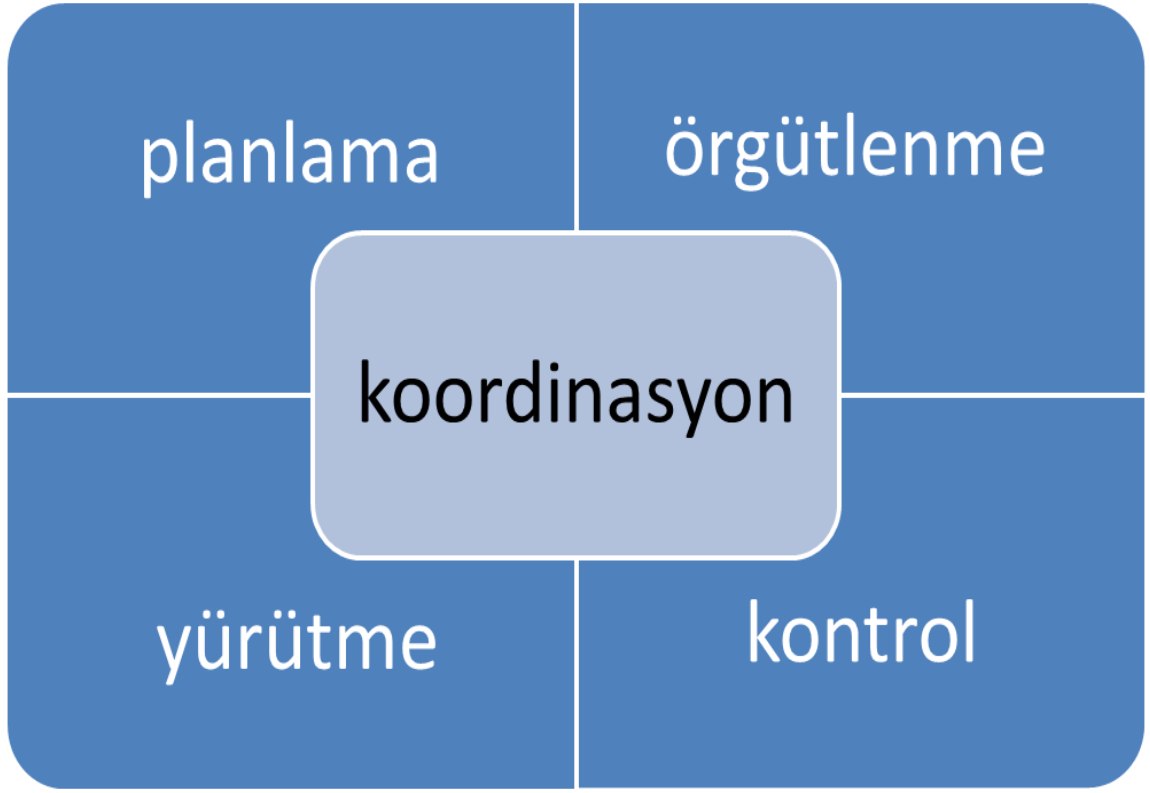 planlama
örgütlenme
koordinasyon
yürütme
kontrol